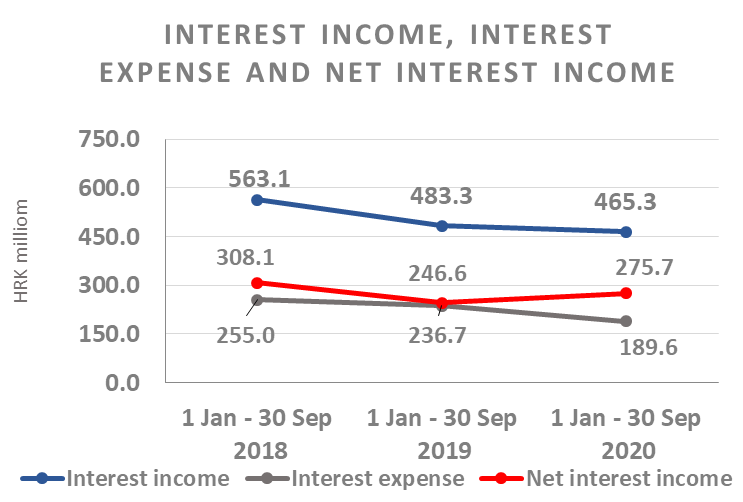 INTEREST INCOME, INTEREST
EXPENSE AND NET INTEREST INCOME
HRK milliom
750.0
600.0
450.0
300.0
150.0
0.0
563.1
483.3
465.3
308.1
246.6
275.7
255.0
236.7
189.6
1 Jan - 30 Sep
2018
1 Jan - 30 Sep
2019
1 Jan - 30 Sep
2020
Interest income
Interest expense
Net interest income